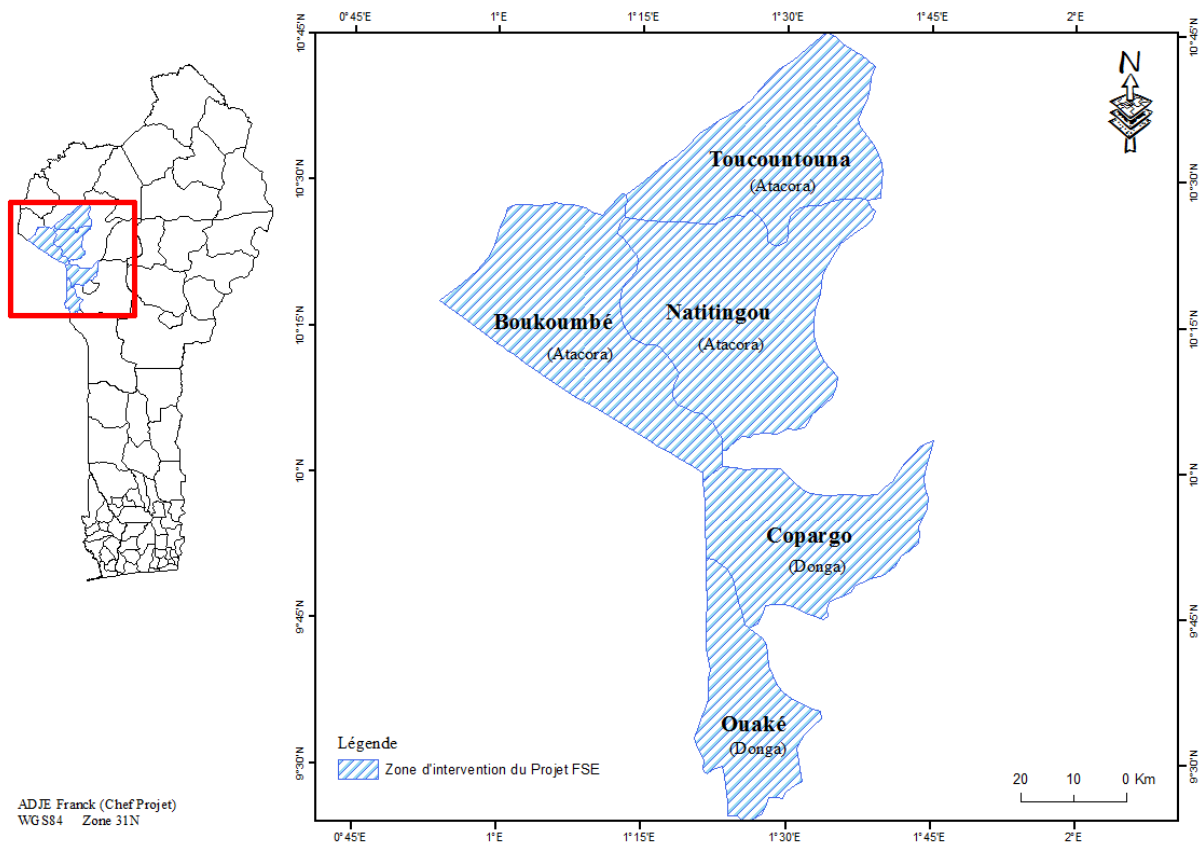 0°45'E 1°E 1°15'E 1°30'E 1°45'E 2°E
10°45'N 10°45'N
N
Toucountouna
(Atacora)
10°30'N 10°30'N
Boukoumbé
(Atacora)
Natitingou
(Atacora)
10°15'N 10°15'N
10°N 10°N
Copargo
(Donga)
9°45'N 9°45'N
Ouaké
(Donga)
9°30'N 9°30'N
Légende
Zone d'intervention du Projet FSE
20 10 0 Km
ADJE Franck (Chef Projet)
WGS84 Zone 31N
0°45'E 1°E 1°15'E 1°30'E 1°45'E 2°E